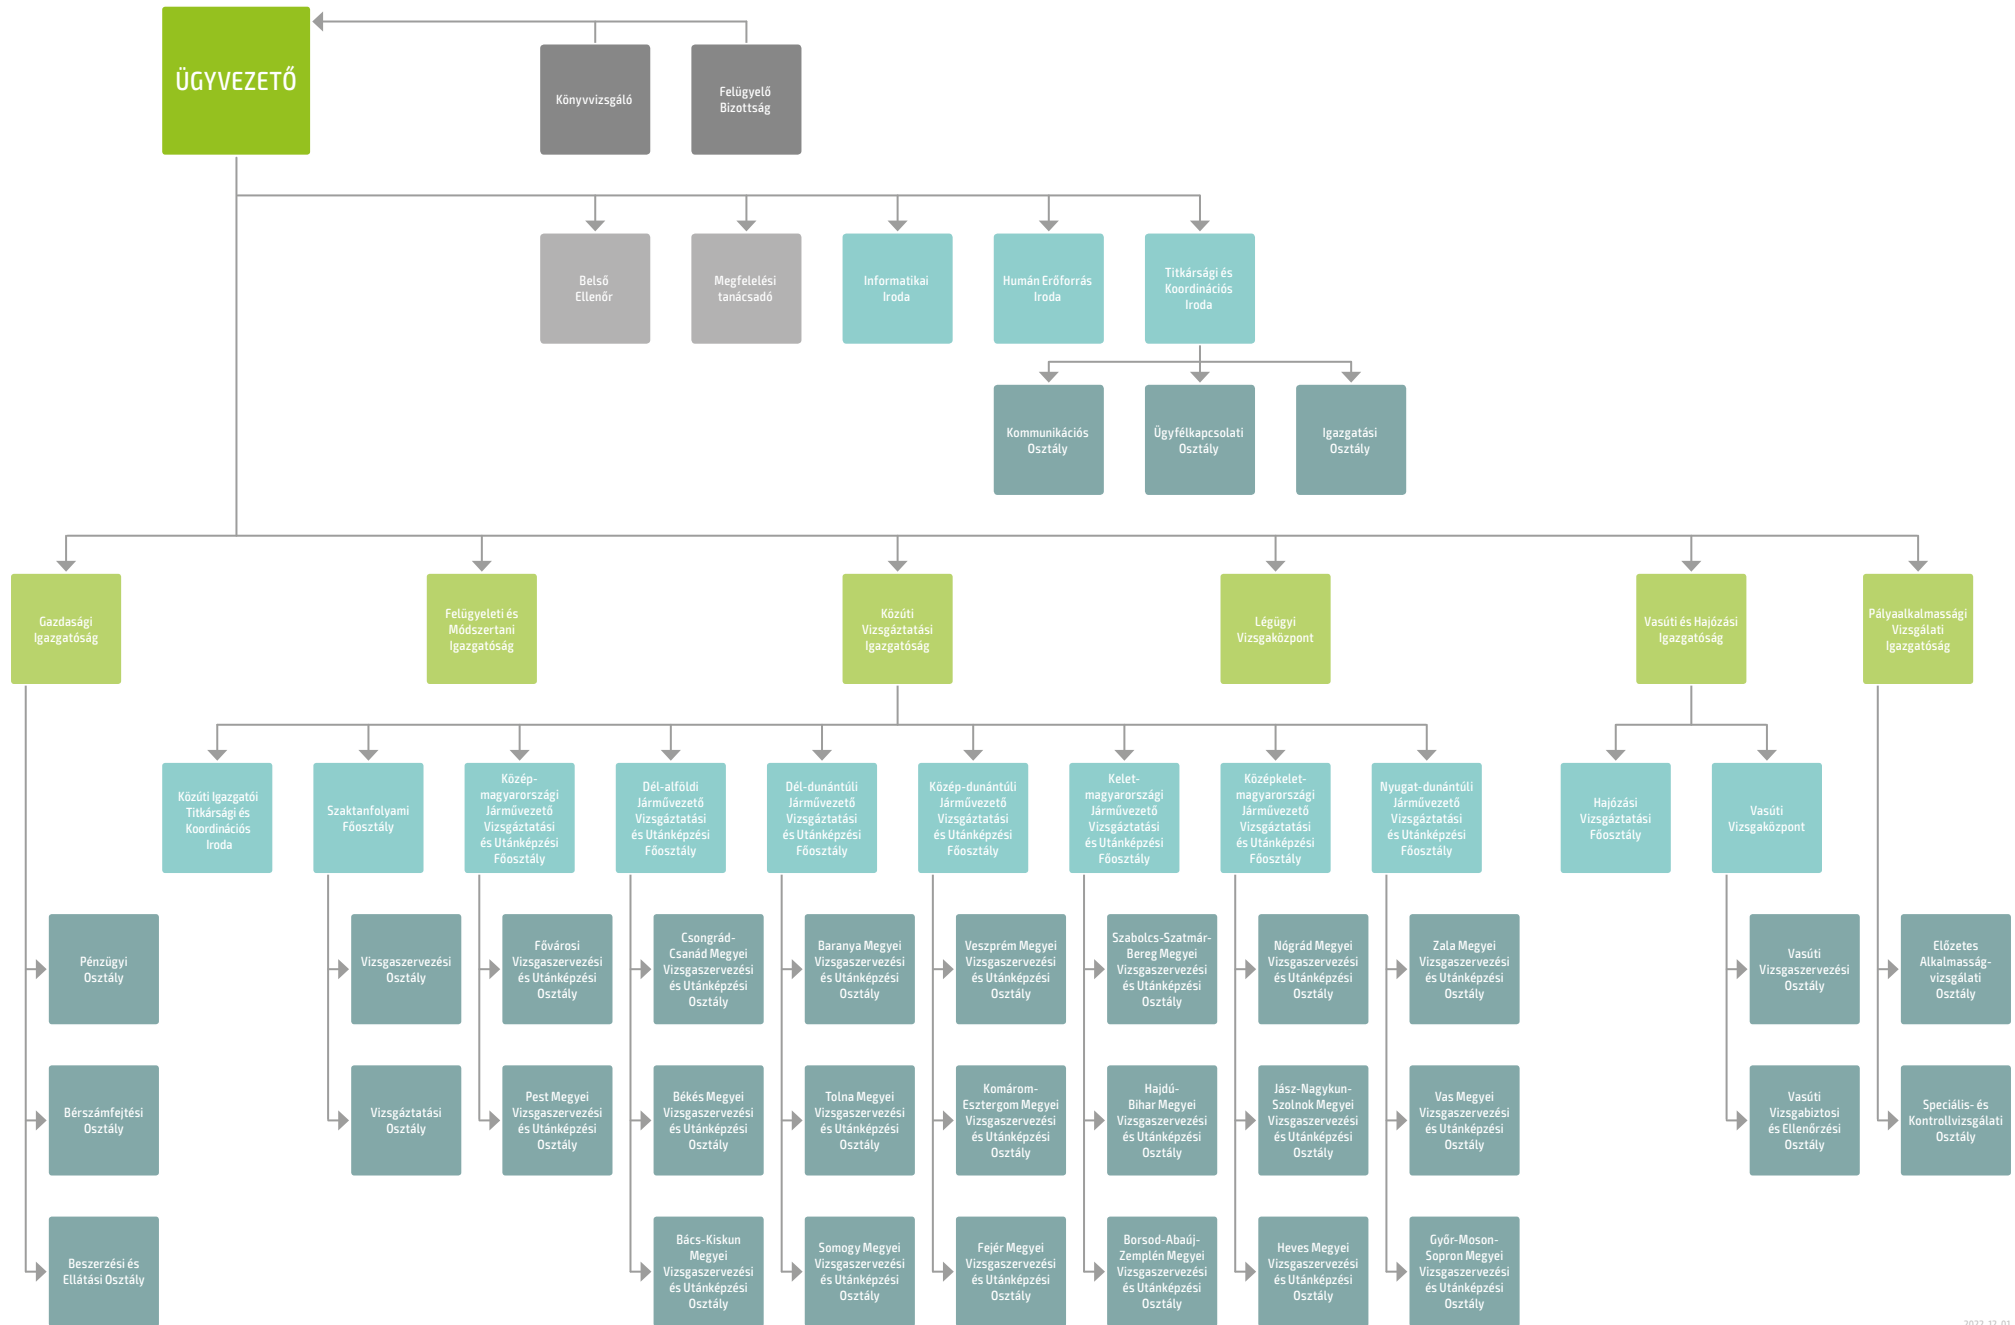 ÜGYVEZETŐ
Könyvvizsgáló
Felügyelő
Bizottság
Belső
Ellenőr
Megfelelési
tanácsadó
Informatikai
Iroda
Humán Erőforrás
Iroda
Titkársági és
Koordinációs
Iroda
Kommunikációs
Osztály
Ügyfélkapcsolati
Osztály
Igazgatási
Osztály
Gazdasági
Igazgatóság
Felügyeleti és
Módszertani
Igazgatóság
Közúti
Vizsgáztatási
Igazgatóság
Légügyi
Vizsgaközpont
Vasúti és Hajózási
Igazgatóság
Pályaalkalmassági
Vizsgálati
Igazgatóság
Közúti Igazgatói
Titkársági és
Koordinációs
Iroda
Szaktanfolyami
Főosztály
Közép-
magyarországi
Járművezető
Vizsgáztatási
és Utánképzési
Főosztály
Dél-alföldi
Járművezető
Vizsgáztatási
és Utánképzési
Főosztály
Dél-dunántúli
Járművezető
Vizsgáztatási
és Utánképzési
Főosztály
Közép-dunántúli
Járművezető
Vizsgáztatási
és Utánképzési
Főosztály
Kelet-
magyarországi
Járművezető
Vizsgáztatási
és Utánképzési
Főosztály
Középkelet-
magyarországi
Járművezető
Vizsgáztatási
és Utánképzési
Főosztály
Nyugat-dunántúli
Járművezető
Vizsgáztatási
és Utánképzési
Főosztály
Hajózási
Vizsgáztatási
Főosztály
Vasúti
Vizsgaközpont
Pénzügyi
Osztály
Vizsgaszervezési
Osztály
Fővárosi
Vizsgaszervezési
és Utánképzési
Osztály
Csongrád-
Csanád Megyei
Vizsgaszervezési
és Utánképzési
Osztály
Baranya Megyei
Vizsgaszervezési
és Utánképzési
Osztály
Veszprém Megyei
Vizsgaszervezési
és Utánképzési
Osztály
Szabolcs-Szatmár-
Bereg Megyei
Vizsgaszervezési
és Utánképzési
Osztály
Nógrád Megyei
Vizsgaszervezési
és Utánképzési
Osztály
Zala Megyei
Vizsgaszervezési
és Utánképzési
Osztály
Vasúti
Vizsgaszervezési
Osztály
Előzetes
Alkalmasság-
vizsgálati
Osztály
Bérszámfejtési
Osztály
Vizsgáztatási
Osztály
Pest Megyei
Vizsgaszervezési
és Utánképzési
Osztály
Békés Megyei
Vizsgaszervezési
és Utánképzési
Osztály
Tolna Megyei
Vizsgaszervezési
és Utánképzési
Osztály
Komárom-
Esztergom Megyei
Vizsgaszervezési
és Utánképzési
Osztály
Hajdú-
Bihar Megyei
Vizsgaszervezési
és Utánképzési
Osztály
Jász-Nagykun-
Szolnok Megyei
Vizsgaszervezési
és Utánképzési
Osztály
Vas Megyei
Vizsgaszervezési
és Utánképzési
Osztály
Vasúti
Vizsgabiztosi
és Ellenőrzési
Osztály
Speciális- és
Kontrollvizsgálati
Osztály
Beszerzési és
Ellátási Osztály
Bács-Kiskun
Megyei
Vizsgaszervezési
és Utánképzési
Osztály
Somogy Megyei
Vizsgaszervezési
és Utánképzési
Osztály
Fejér Megyei
Vizsgaszervezési
és Utánképzési
Osztály
Borsod-Abaúj-
Zemplén Megyei
Vizsgaszervezési
és Utánképzési
Osztály
Heves Megyei
Vizsgaszervezési
és Utánképzési
Osztály
Győr-Moson-
Sopron Megyei
Vizsgaszervezési
és Utánképzési
Osztály